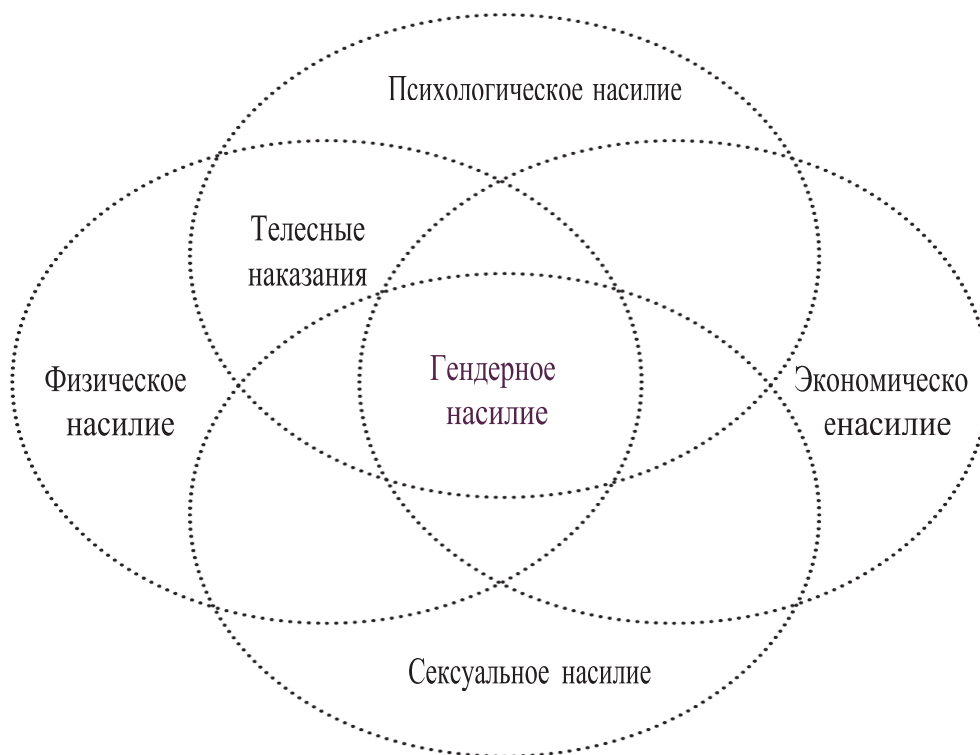 Психологическое насилие
Телесные
наказания
Физическое
насилие
Гендерное
насилие
Экономическо
енасилие
Сексуальное насилие